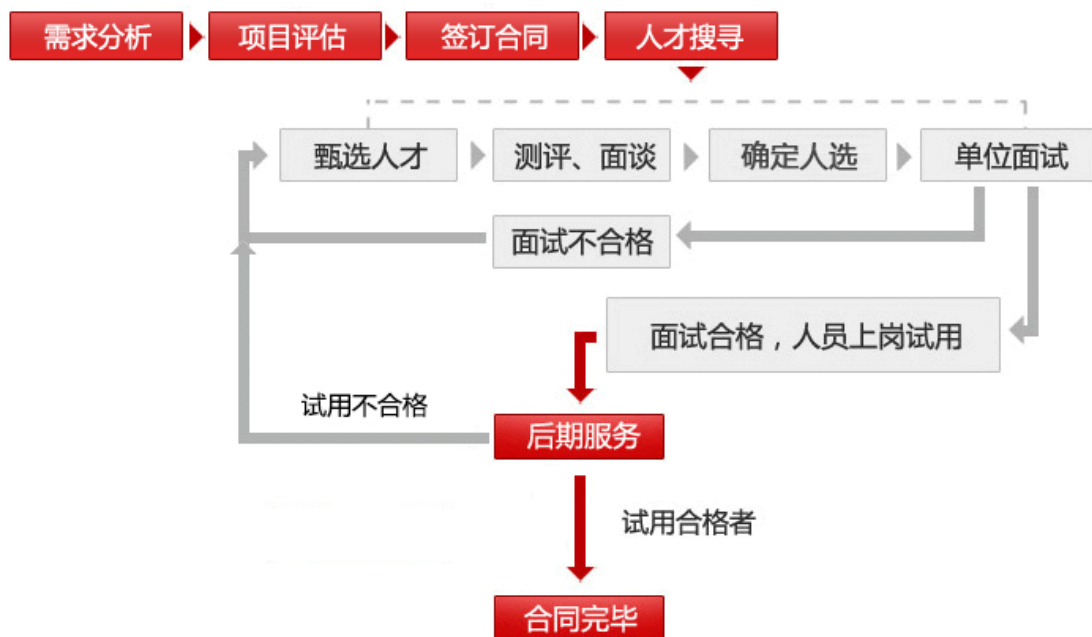 需求分析
项目评估
签订合同
人才搜寻
甄选人才
测评、面谈
确定人选
单位面试
面试不合格
面试合格，人员上岗试用
试用不合格
后期服务
试用合格者
合同完毕